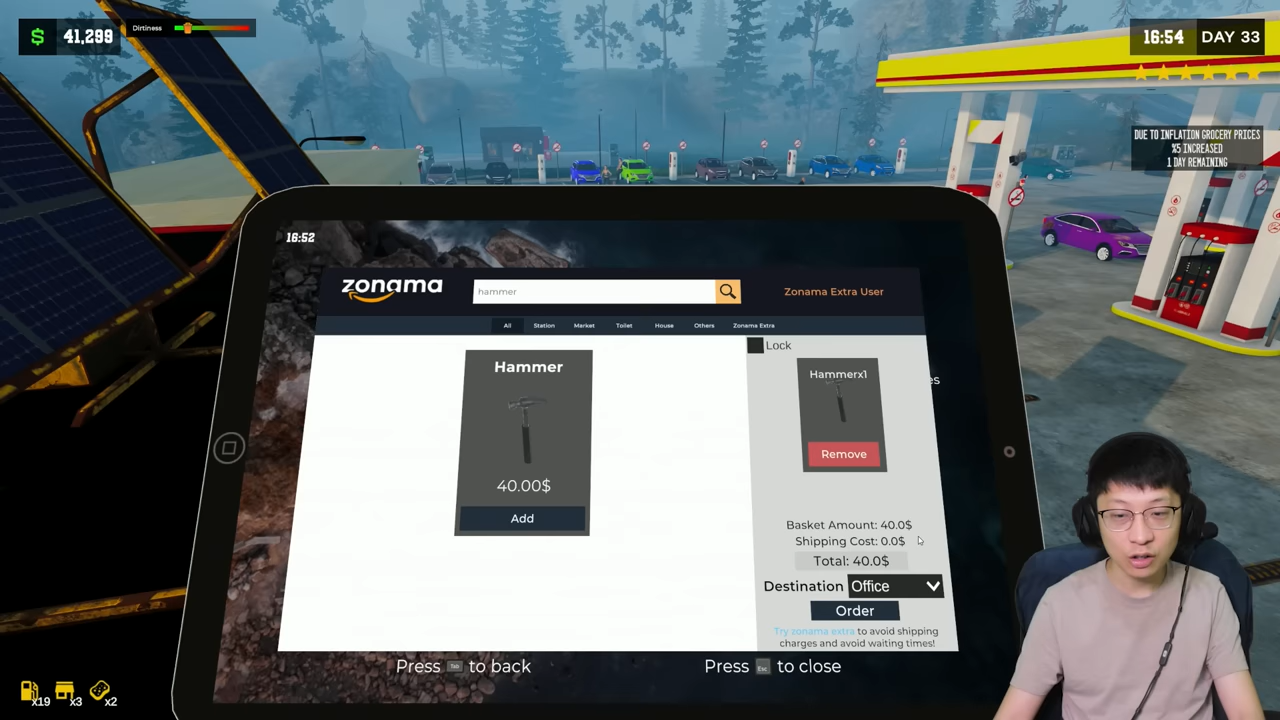 $ 41,299
Dirtiness
16:54 DAY 33
DUE TO INFLATION GROCERY PRICES
%5 INCREASED
1 DAY REMAINING
16:52
zonama
hammer
Zonama Extra User
All Station Market Toilet House Others Zonama Extra
Lock
Hammer
40.00$
Add
Hammerx1
es
Remove
Basket Amount: 40.0$
Shipping Cost: 0.0$
Total: 40.0$
Destination Office
Order
Try zonama extra to avoid shipping
charges and avoid waiting times!
Press Tab to back
Press Esc to close
x19 x3 x2